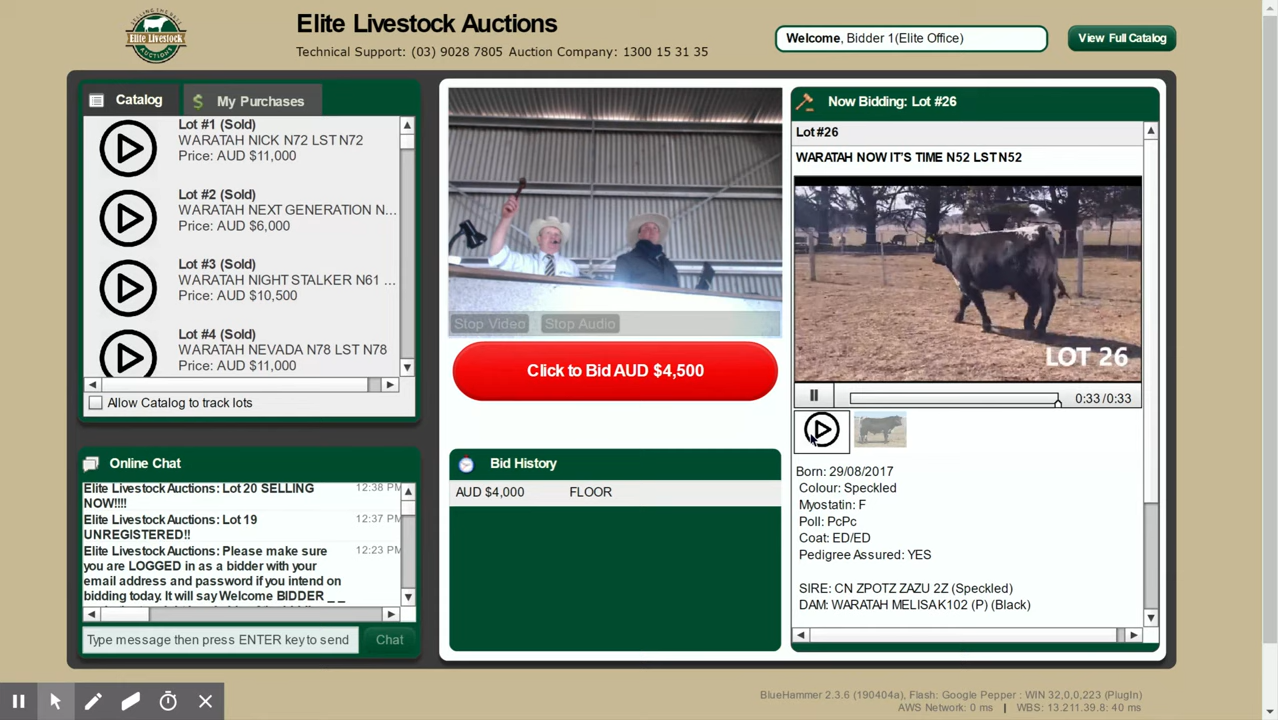 SELLING THE BREED
Elite Livestock
AUCTIONS
Elite Livestock Auctions
Technical Support: (03) 9028 7805 Auction Company: 1300 15 31 35
Welcome, Bidder 1(Elite Office)
View Full Catalog
Catalog
My Purchases
Lot #1 (Sold)
WARATAH NICK N72 LST N72
Price: AUD $11,000
Lot #2 (Sold)
WARATAH NEXT GENERATION N...
Price: AUD $6,000
Lot #3 (Sold)
WARATAH NIGHT STALKER N61 ...
Price: AUD $10,500
Lot #4 (Sold)
WARATAH NEVADA N78 LST N78
Price: AUD $11,000
Allow Catalog to track lots
Online Chat
Elite Livestock Auctions: Lot 20 SELLING 12:38 PM
NOW!!!!
Elite Livestock Auctions: Lot 19 12:37 PM
UNREGISTERED!!
Elite Livestock Auctions: Please make sure 12:23 PM
you are LOGGED in as a bidder with your
email address and password if you intend on
bidding today. It will say Welcome BIDDER _ _
Type message then press ENTER key to send
Chat
Stop Video Stop Audio
Click to Bid AUD $4,500
Bid History
AUD $4,000 FLOOR
Now Bidding: Lot #26
Lot #26
WARATAH NOW IT'S TIME N52 LST N52
LOT 26
0:33/0:33
Born: 29/08/2017
Colour: Speckled
Myostatin: F
Poll: PcPc
Coat: ED/ED
Pedigree Assured: YES
SIRE: CN ZPOTZ ZAZU 2Z (Speckled)
DAM: WARATAH MELISA K102 (P) (Black)
BlueHammer 2.3.6 (190404a), Flash: Google Pepper : WIN 32,0,0,223 (PlugIn)
AWS Network: 0 ms | WBS: 13.211.39.8: 40 ms